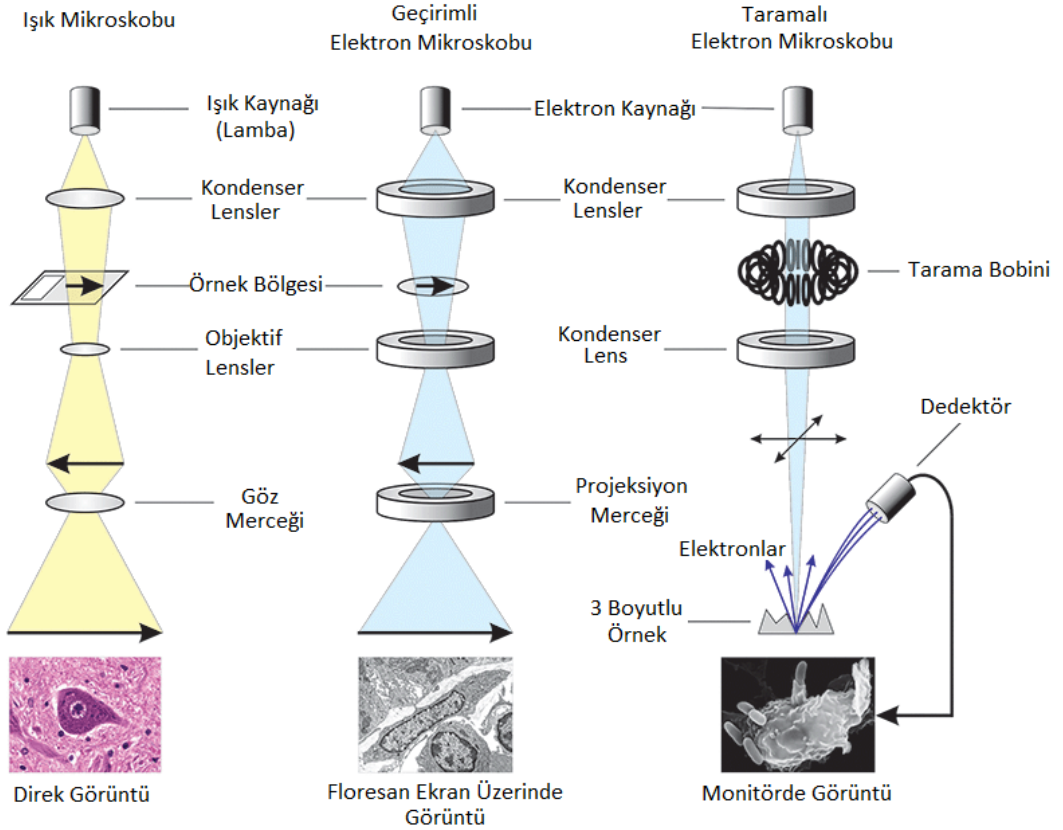 Işık Mikroskobu
Geçirimli
Elektron Mikroskobu
Taramalı
Elektron Mikroskobu
Işık Kaynağı
(Lamba)
Elektron Kaynağı
Kondenser
Lensler
Kondenser
Lensler
Örnek Bölgesi
Tarama Bobini
Objektif
Lensler
Kondenser
Lens
Dedektör
Göz
Merceği
Projeksiyon
Merceği
Elektronlar
3 Boyutlu
Örnek
Direk Görüntü
Floresan Ekran Üzerinde
Görüntü
Monitörde Görüntü